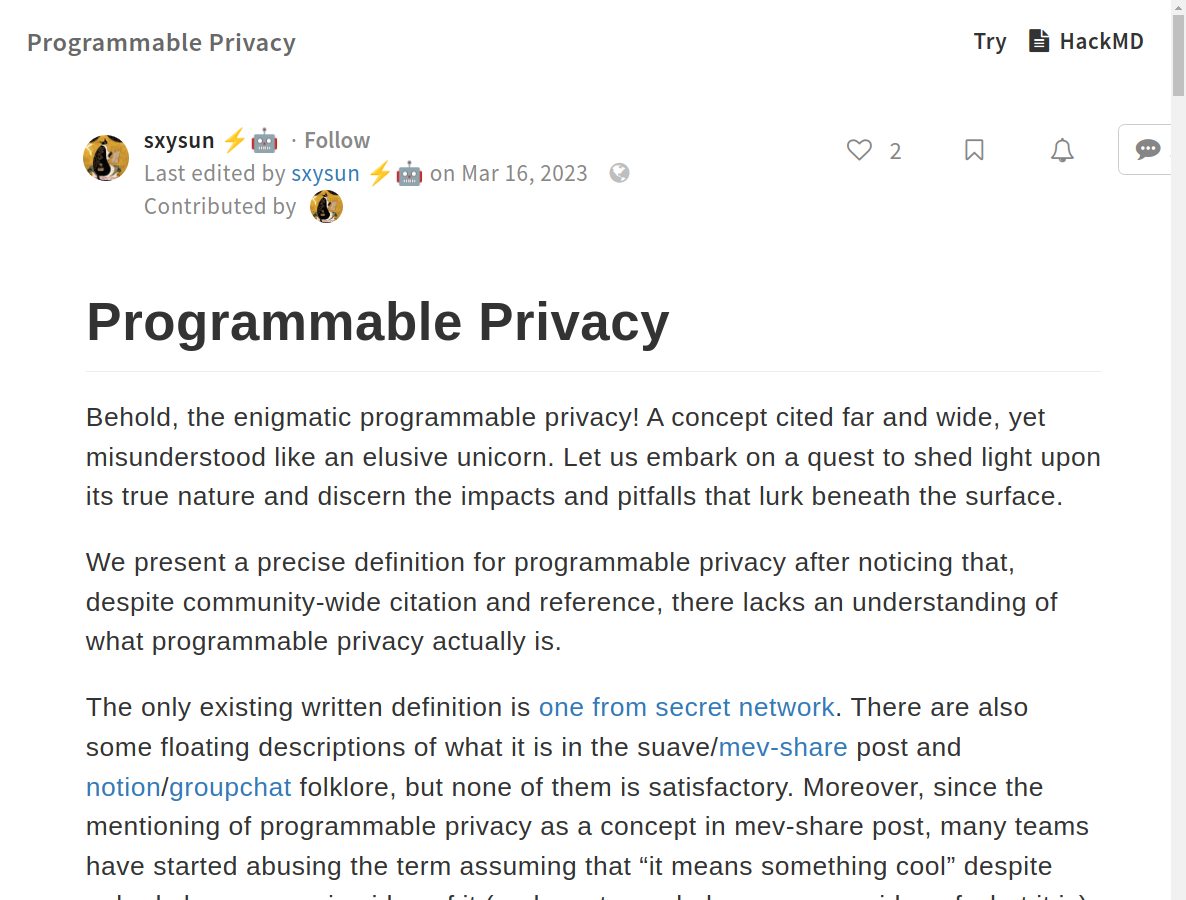 Programmable Privacy
Try HackMD
sxysun ⚡🤖 · Follow
2
Last edited by sxysun ⚡🤖 on Mar 16, 2023
Contributed by
Programmable Privacy
Behold, the enigmatic programmable privacy! A concept cited far and wide, yet
misunderstood like an elusive unicorn. Let us embark on a quest to shed light upon
its true nature and discern the impacts and pitfalls that lurk beneath the surface.
We present a precise definition for programmable privacy after noticing that,
despite community-wide citation and reference, there lacks an understanding of
what programmable privacy actually is.
The only existing written definition is one from secret network. There are also
some floating descriptions of what it is in the suave/mev-share post and
notion/groupchat folklore, but none of them is satisfactory. Moreover, since the
mentioning of programmable privacy as a concept in mev-share post, many teams
have started abusing the term assuming that “it means something cool” despite